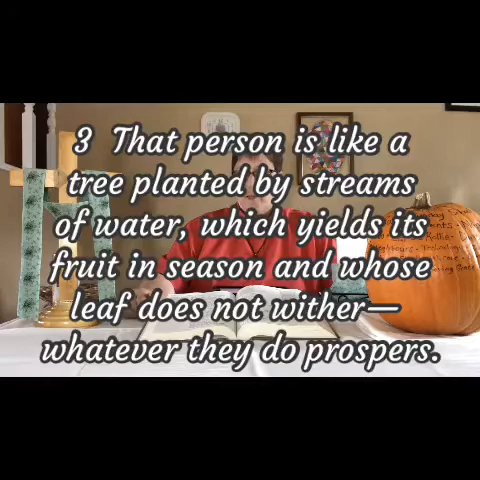 3 That person is like a
tree planted by streams
of water, which yields its
fruit in season and whose
leaf does not wither—
whatever they do prospers.